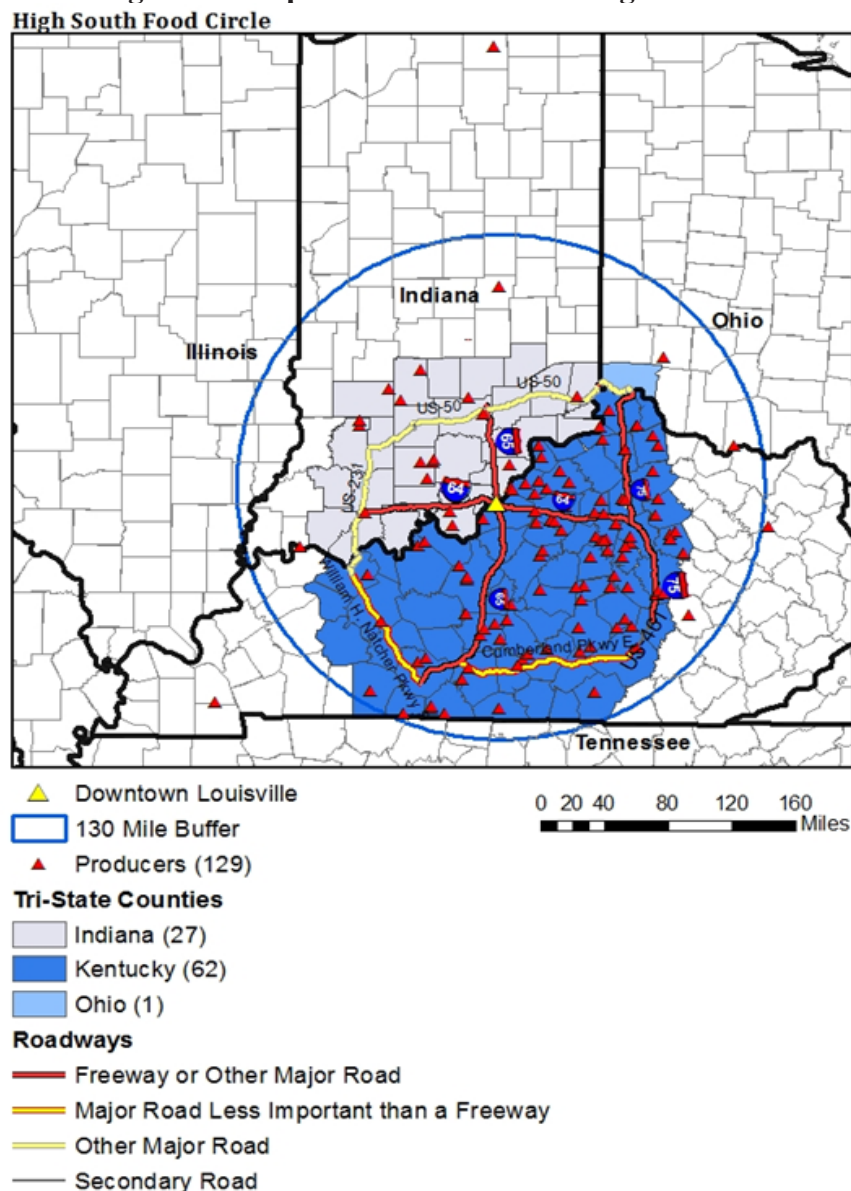 High South Food Circle
Indiana
Ohio
Illinois
US-50
US-50
65
US-231
64
64
75
65
William H. Natcher Pkwy
Cumberland Pkwy E
US-461
Tennessee
Downtown Louisville
130 Mile Buffer
Producers (129)
0 20 40 80 120 160
Miles
Tri-State Counties
Indiana (27)
Kentucky (62)
Ohio (1)
Roadways
Freeway or Other Major Road
Major Road Less Important than a Freeway
Other Major Road
Secondary Road